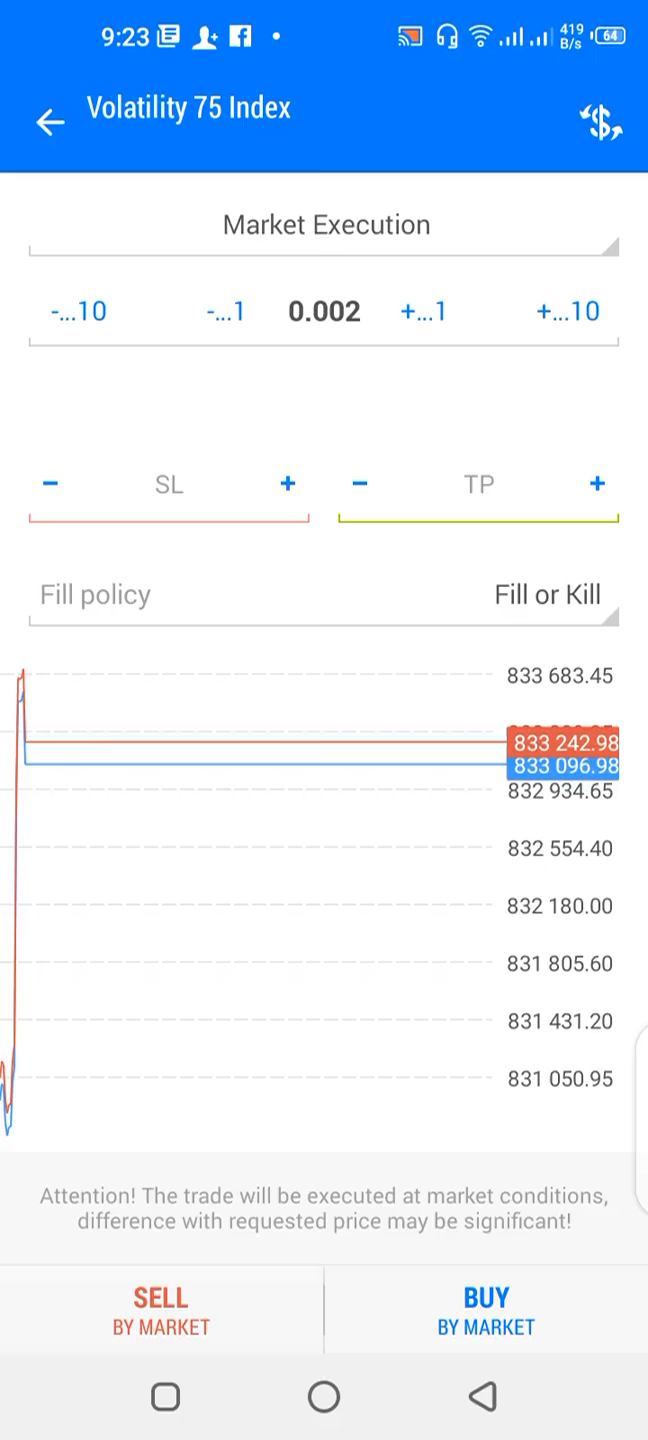 9:23 419 B/s 64
Volatility 75 Index
Market Execution
-...10 -...1 0.002 +...1 +...10
SL TP
Fill policy Fill or Kill
833 683.45
833 242.98
833 096.98
832 934.65
832 554.40
832 180.00
831 805.60
831 431.20
831 050.95
Attention! The trade will be executed at market conditions,
difference with requested price may be significant!
SELL BUY
BY MARKET BY MARKET